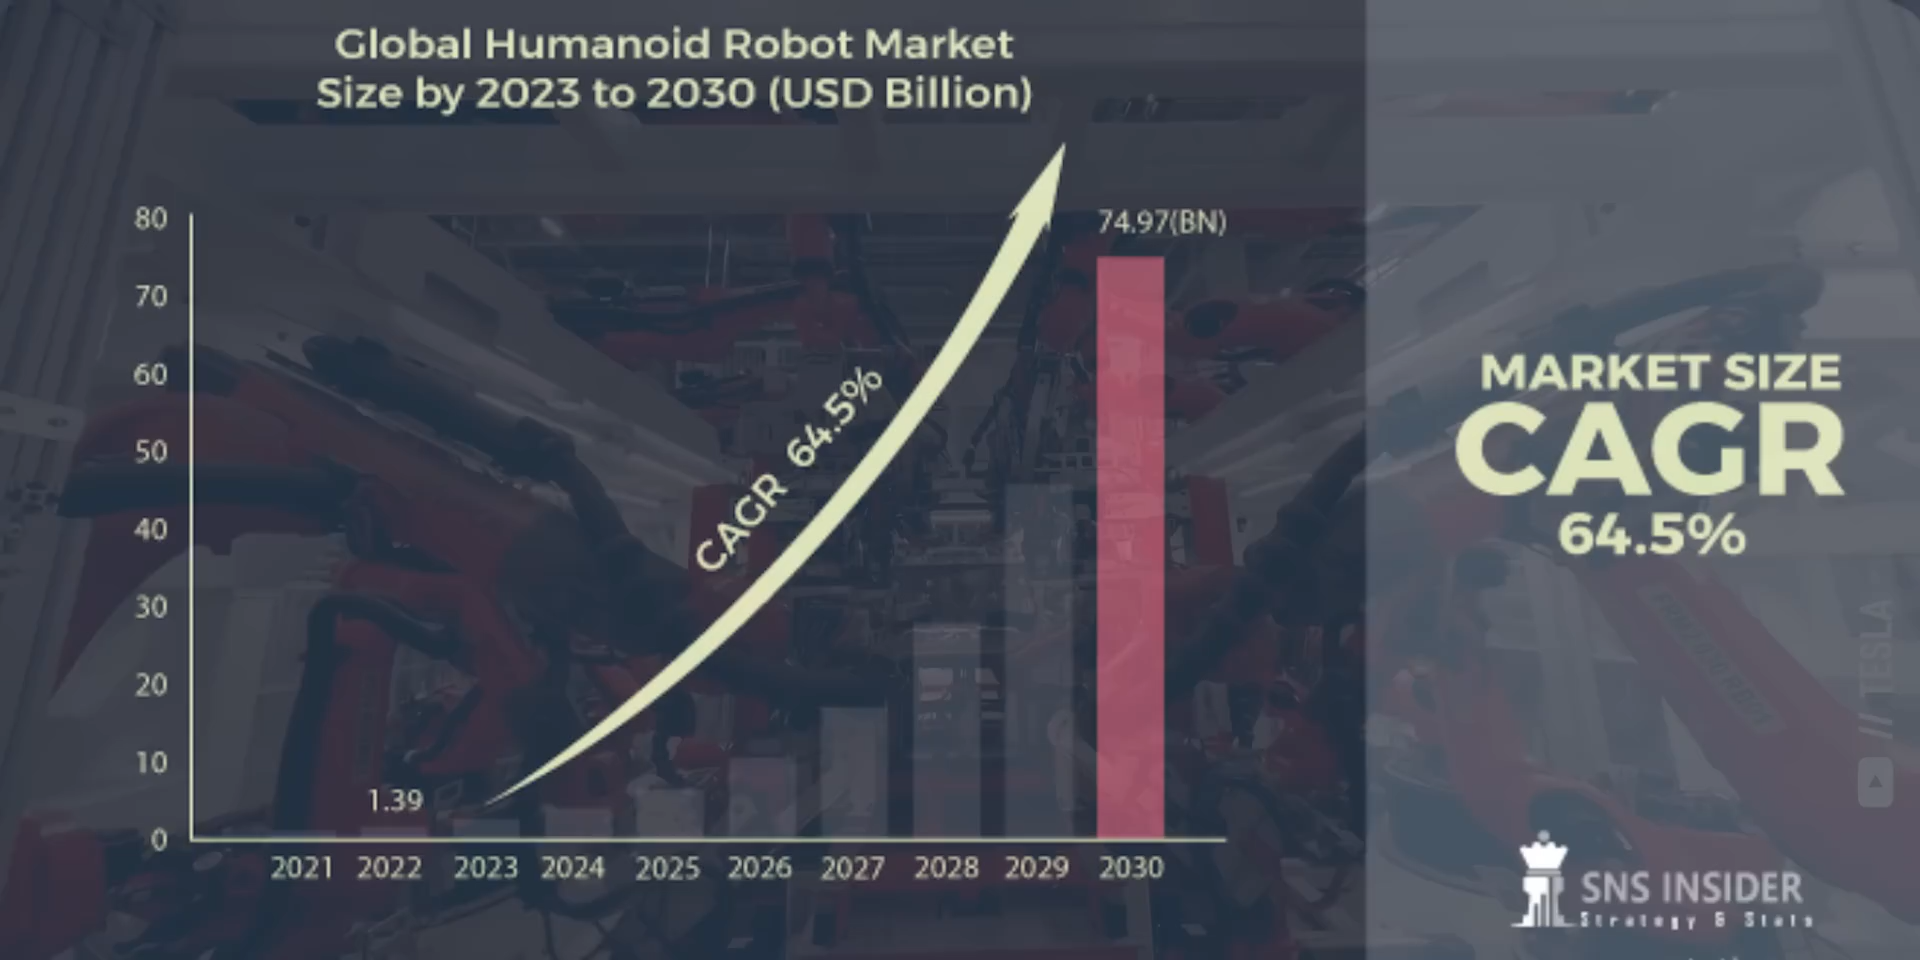 Global Humanoid Robot Market
Size by 2023 to 2030 (USD Billion)
80
70
60
50
40
30
20
10
0
1.39
CAGR 64.5%
74.97(BN)
2021 2022 2023 2024 2025 2026 2027 2028 2029 2030
MARKET SIZE
CAGR
64.5%
TESLA
SNS INSIDER
Strategy & Stats